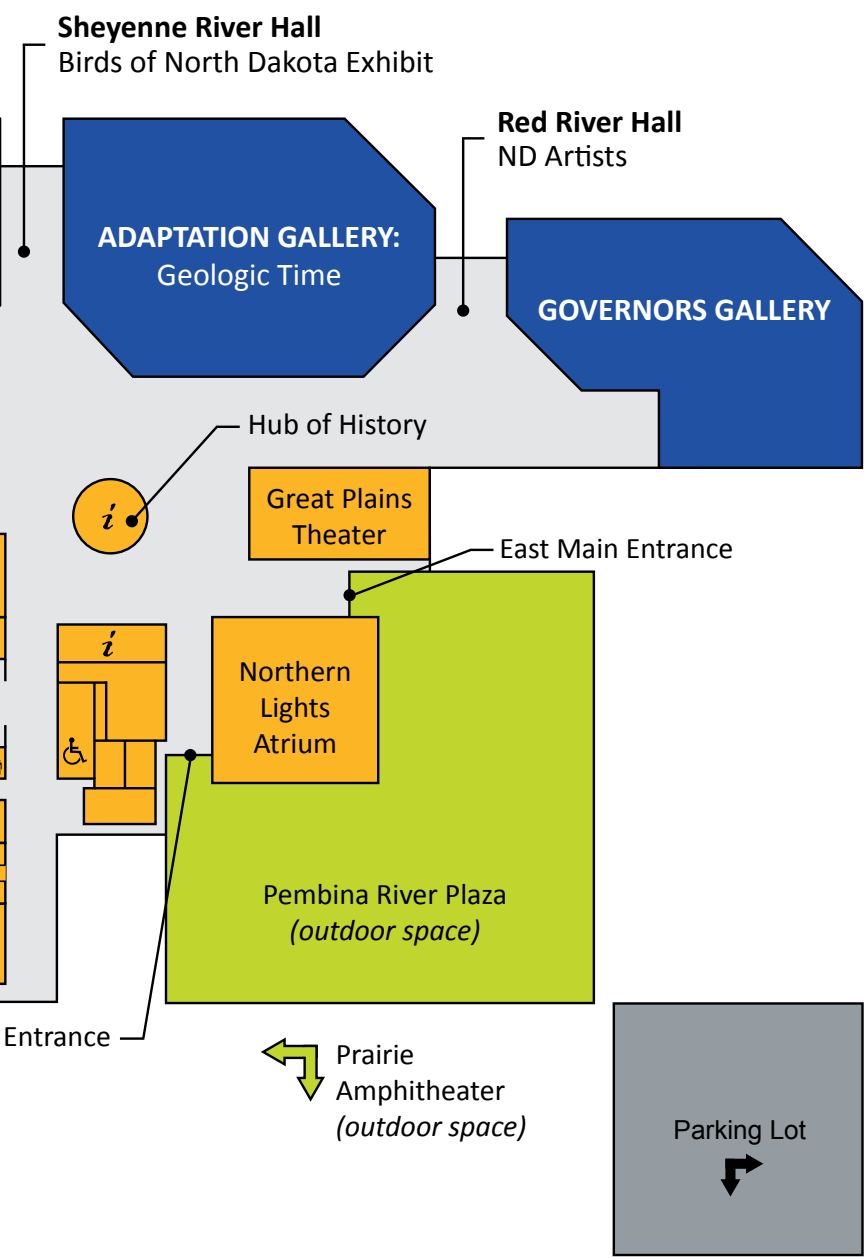 Sheyenne River Hall
Birds of North Dakota Exhibit
Red River Hall
ND Artists
ADAPTATION GALLERY:
Geologic Time
GOVERNORS GALLERY
Hub of History
i
Great Plains
Theater
East Main Entrance
i
Northern
Lights
Atrium
Pembina River Plaza
(outdoor space)
Entrance
Prairie
Amphitheater
(outdoor space)
Parking Lot